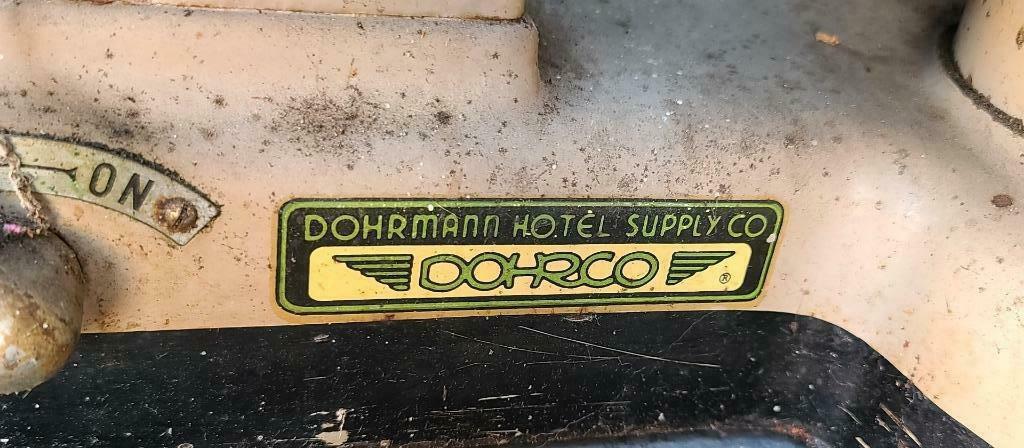 ON
DOHRMANN HOTEL SUPPLY CO
DOHRCO ®